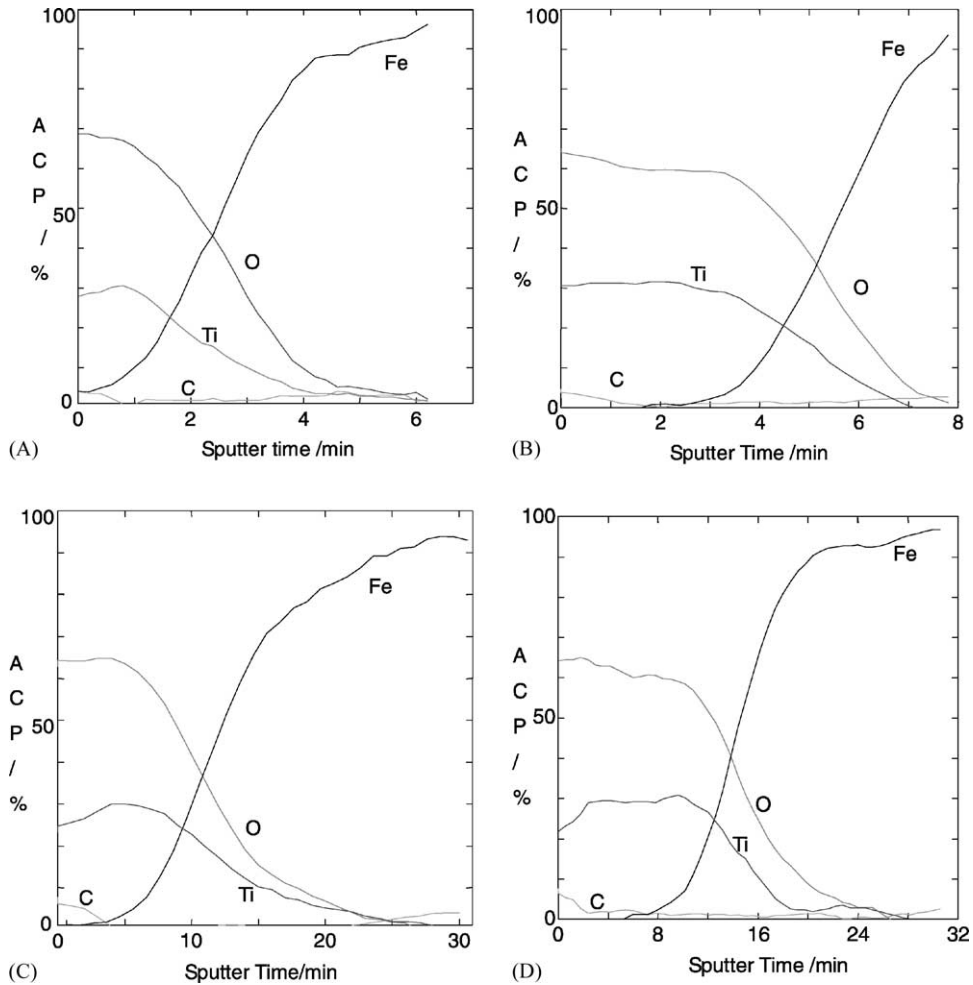 100
A
C
P
/
%
50
0
Fe
O
Ti
C
0 2 4 6 8
Sputter time /min
(A)
100
A
C
P
/
%
50
0
Fe
Ti
O
C
0 2 4 6 8
Sputter Time /min
(B)
100
A
C
P
/
%
50
0
Fe
O
C
Ti
0 10 20 30
Sputter Time/min
(C)
100
A
C
P
/
%
50
0
Fe
O
Ti
C
0 8 16 24 32
Sputter Time/min
(D)